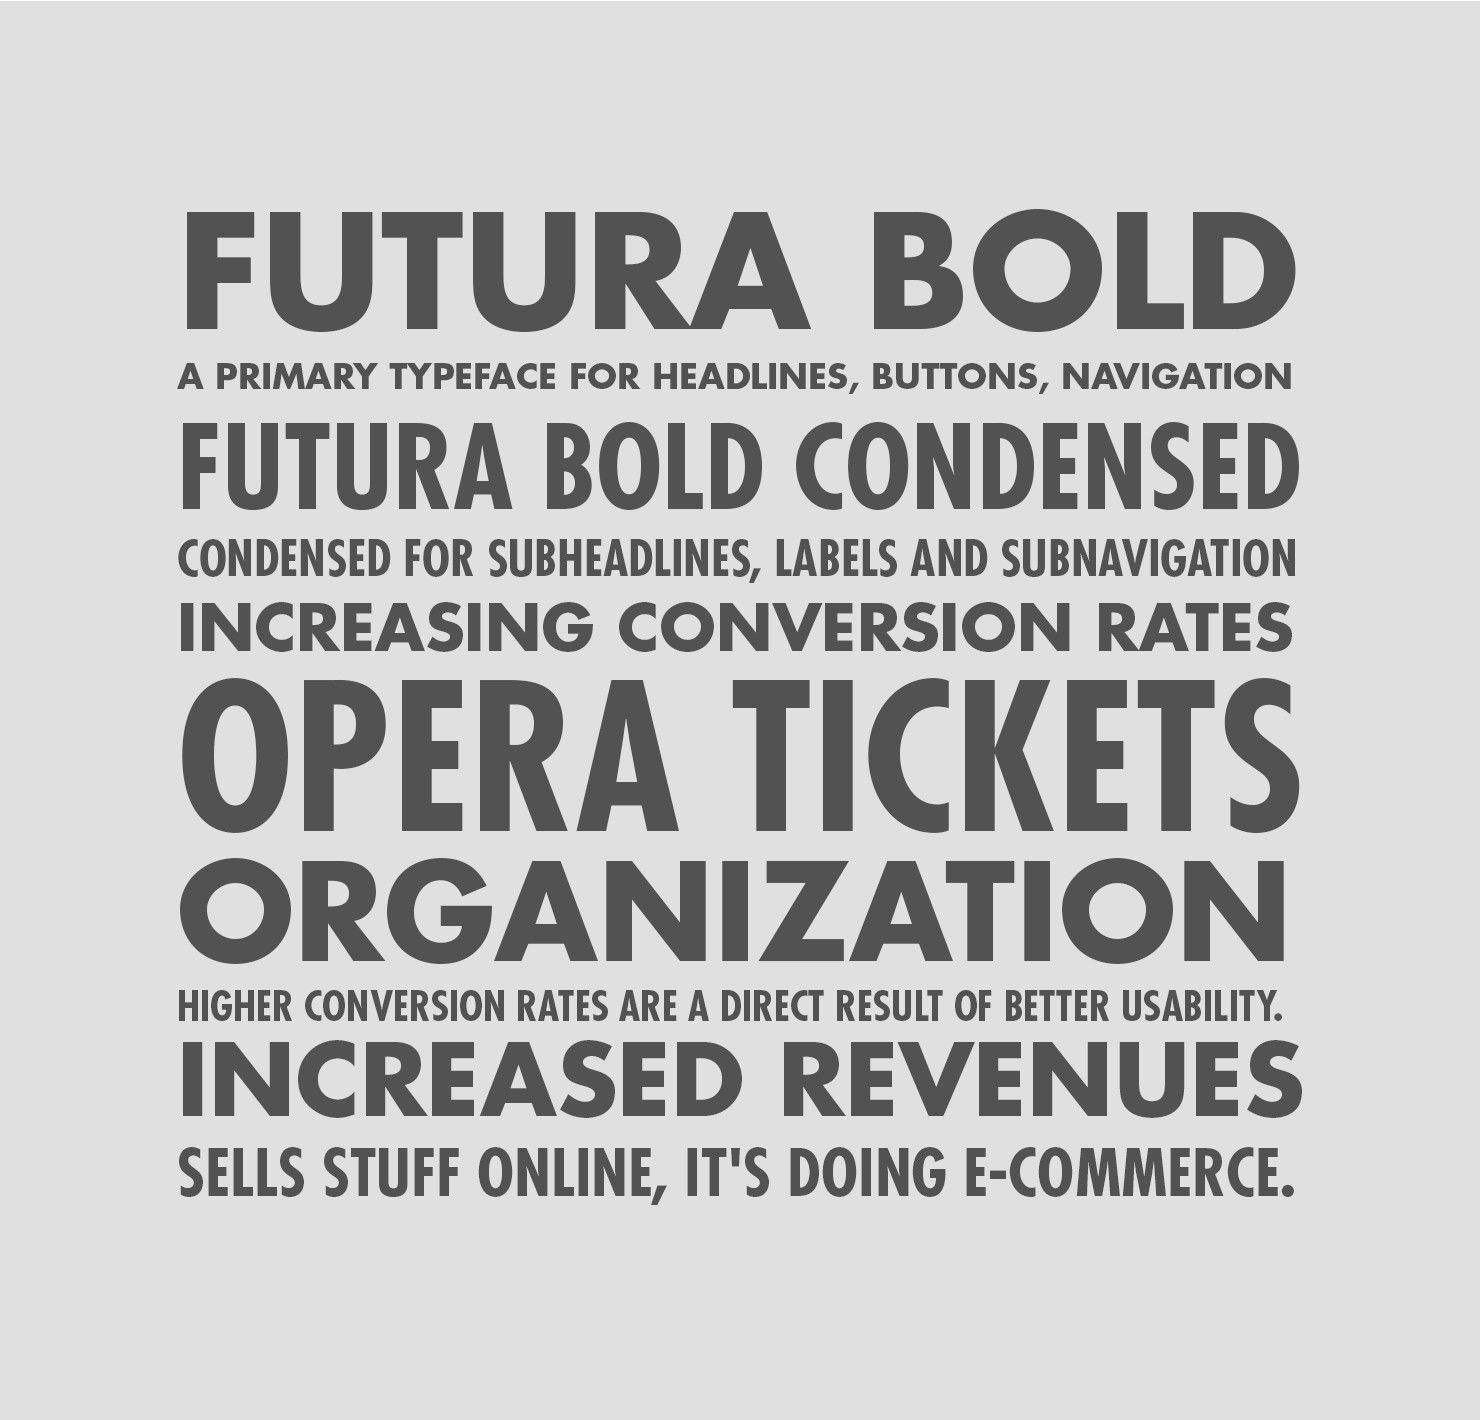 FUTURA BOLD
A PRIMARY TYPEFACE FOR HEADLINES, BUTTONS, NAVIGATION
FUTURA BOLD CONDENSED
CONDENSED FOR SUBHEADLINES, LABELS AND SUBNAVIGATION
INCREASING CONVERSION RATES
OPERA TICKETS
ORGANIZATION
HIGHER CONVERSION RATES ARE A DIRECT RESULT OF BETTER USABILITY.
INCREASED REVENUES
SELLS STUFF ONLINE, IT'S DOING E-COMMERCE.